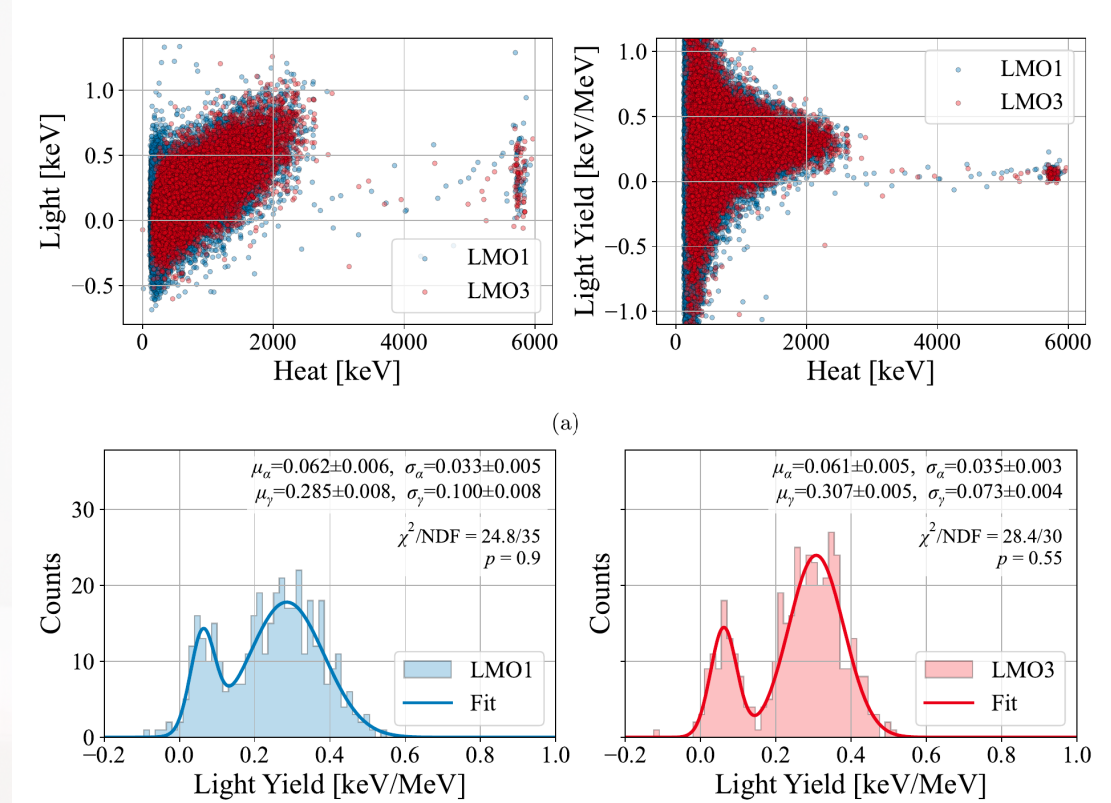 1.0
0.5
0.0
−0.5
Light [keV]
LMO1
LMO3
0 2000 4000 6000
Heat [keV]
1.0
0.5
0.0
−0.5
−1.0
Light Yield [keV/MeV]
LMO1
LMO3
0 2000 4000 6000
Heat [keV]
(a)
μα=0.062±0.006, σα=0.033±0.005
μγ=0.285±0.008, σγ=0.100±0.008
χ²/NDF = 24.8/35
p = 0.9
30
20
10
0
Counts
LMO1
Fit
−0.2 0.0 0.2 0.4 0.6 0.8 1.0
Light Yield [keV/MeV]
μα=0.061±0.005, σα=0.035±0.003
μγ=0.307±0.005, σγ=0.073±0.004
χ²/NDF = 28.4/30
p = 0.55
Counts
LMO3
Fit
−0.2 0.0 0.2 0.4 0.6 0.8 1.0
Light Yield [keV/MeV]